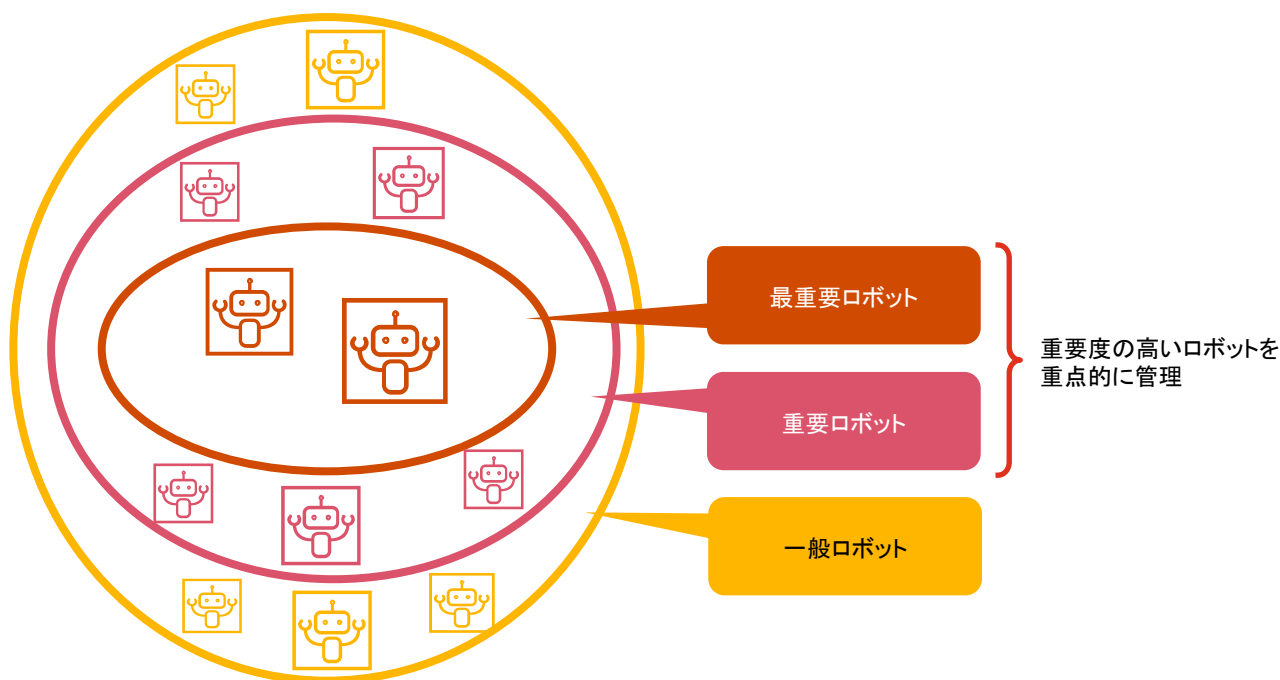 最重要ロボット
重要度の高いロボットを
重点的に管理
重要ロボット
一般ロボット